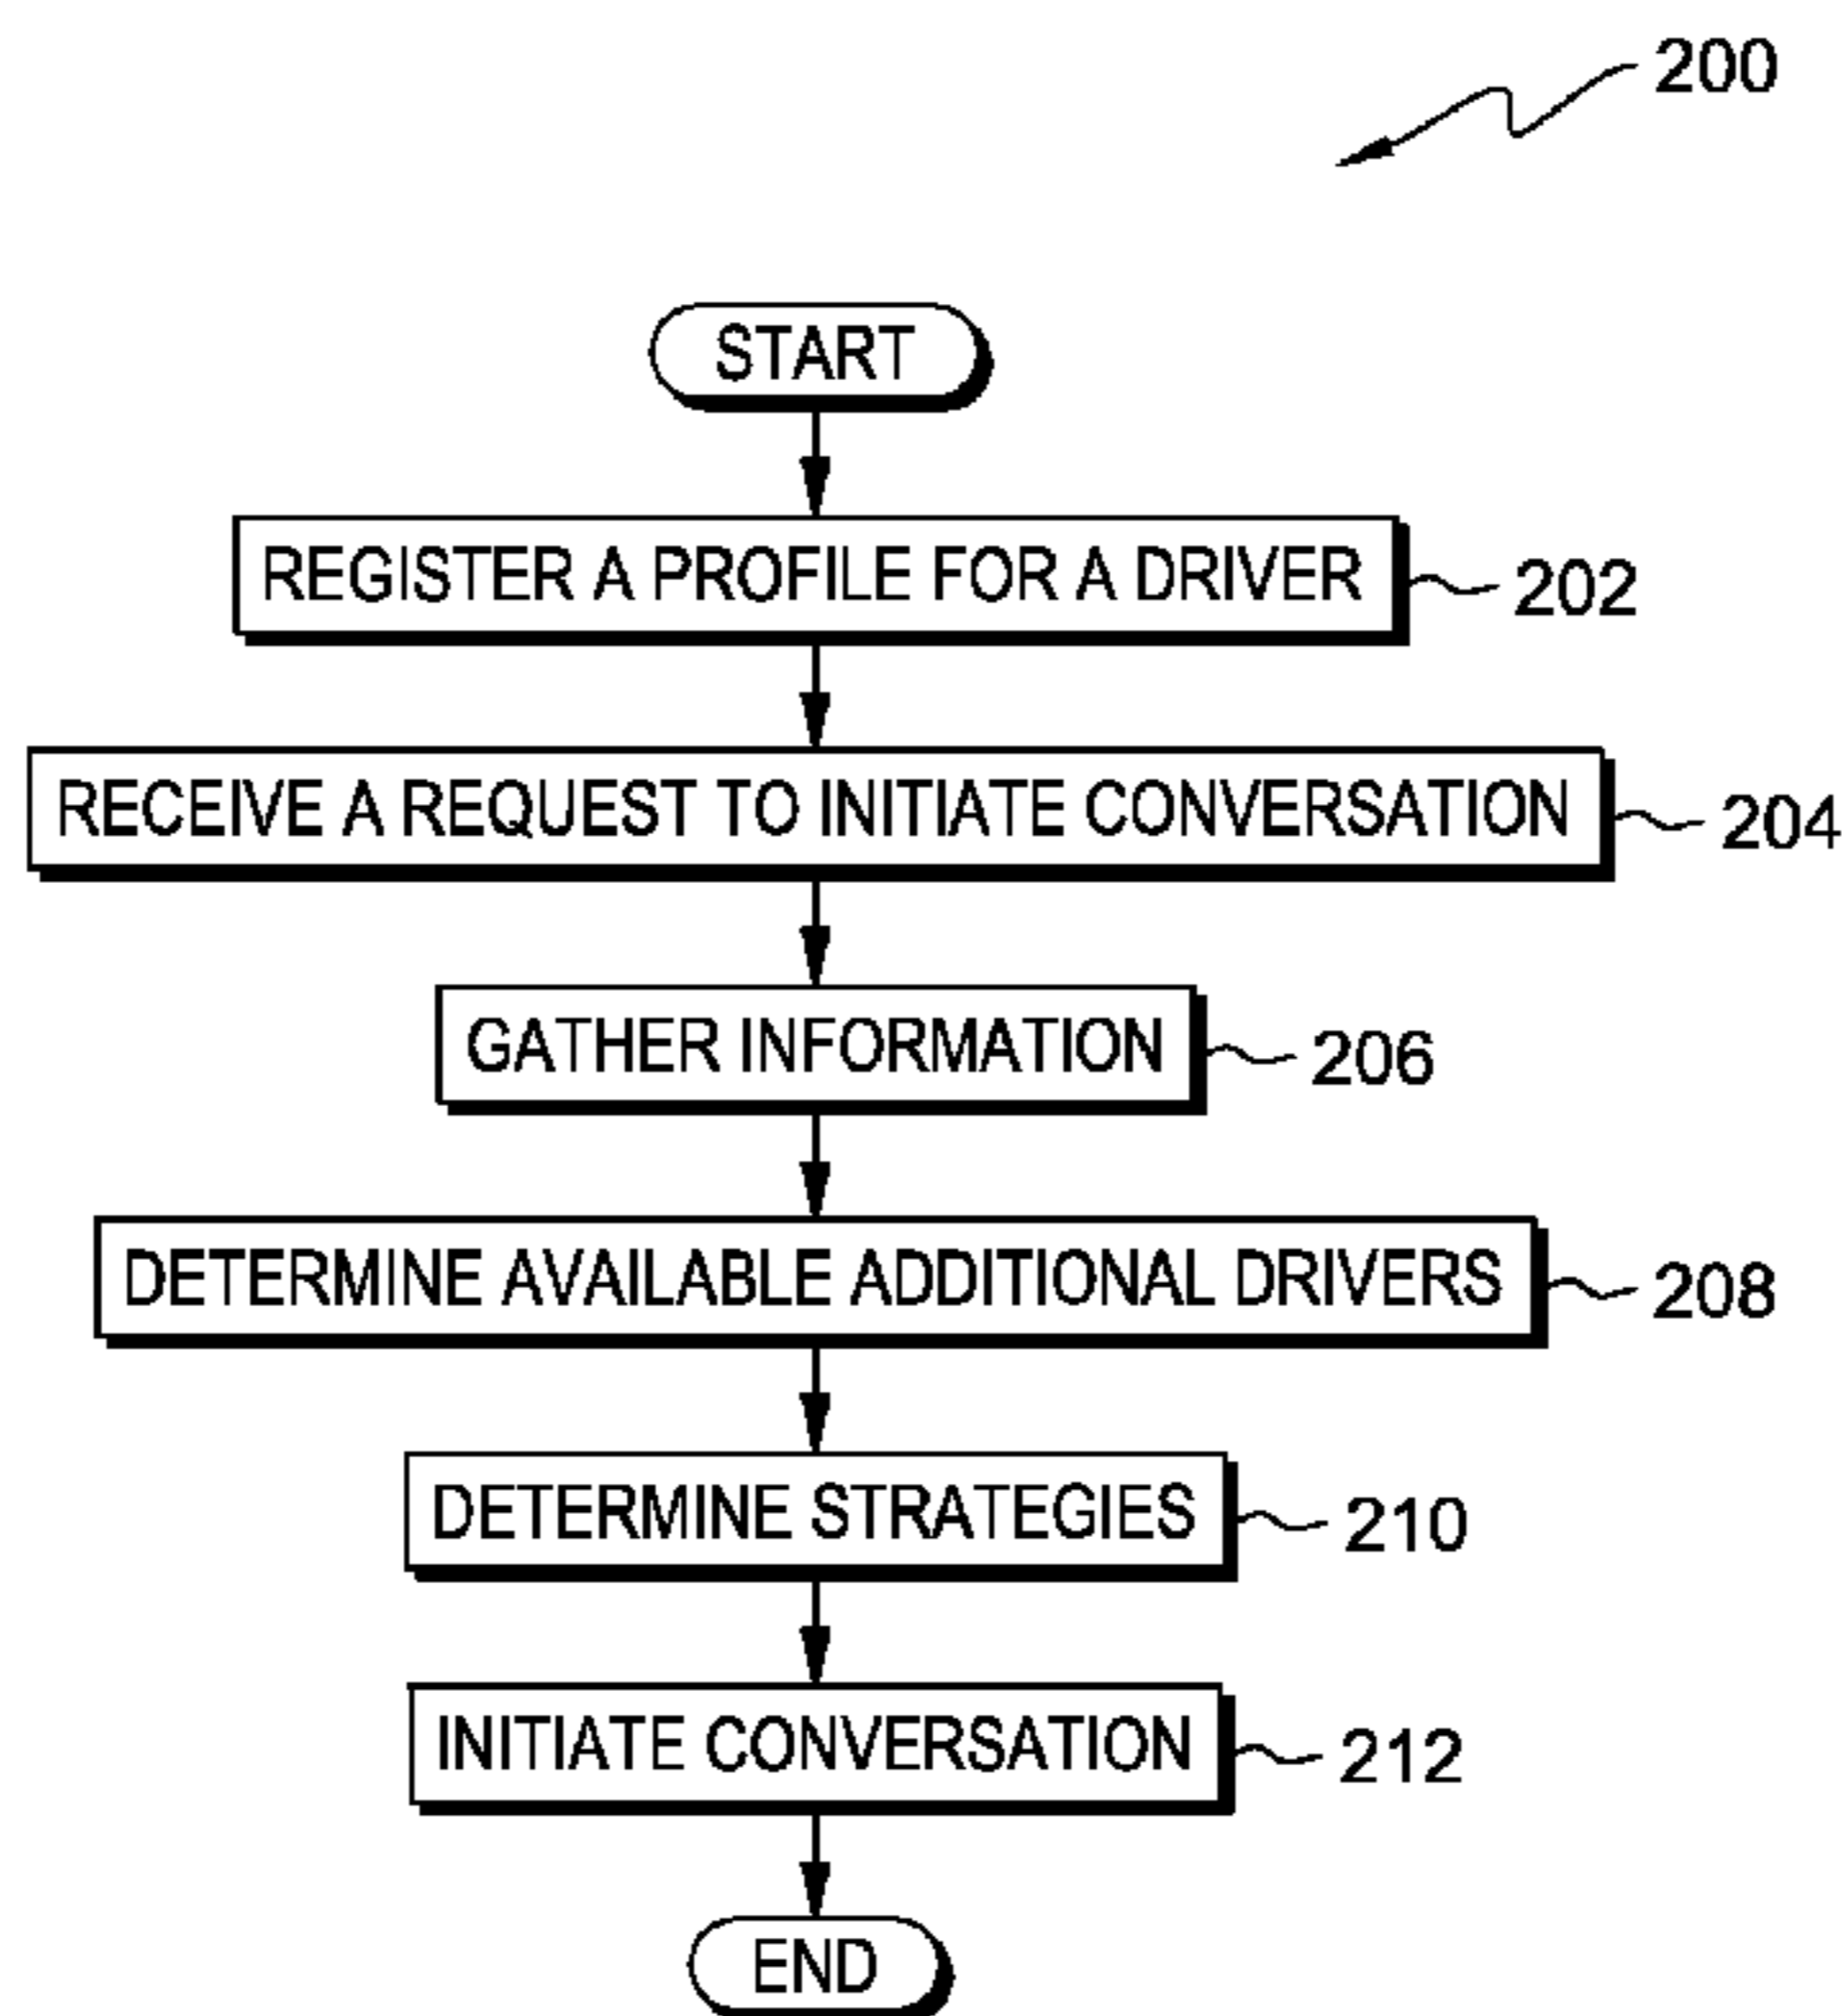 200
START
REGISTER A PROFILE FOR A DRIVER
202
RECEIVE A REQUEST TO INITIATE CONVERSATION
204
GATHER INFORMATION
206
DETERMINE AVAILABLE ADDITIONAL DRIVERS
208
DETERMINE STRATEGIES
210
INITIATE CONVERSATION
212
END